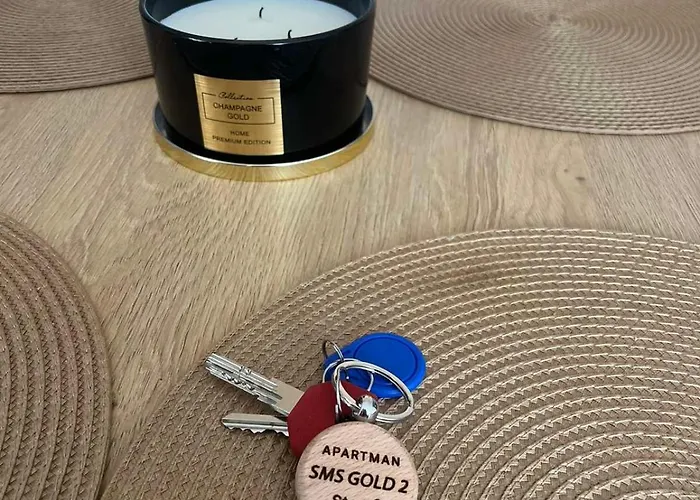 Collection
CHAMPAGNE
GOLD
HOME
PREMIUM EDITION
APARTMAN
SMS GOLD 2